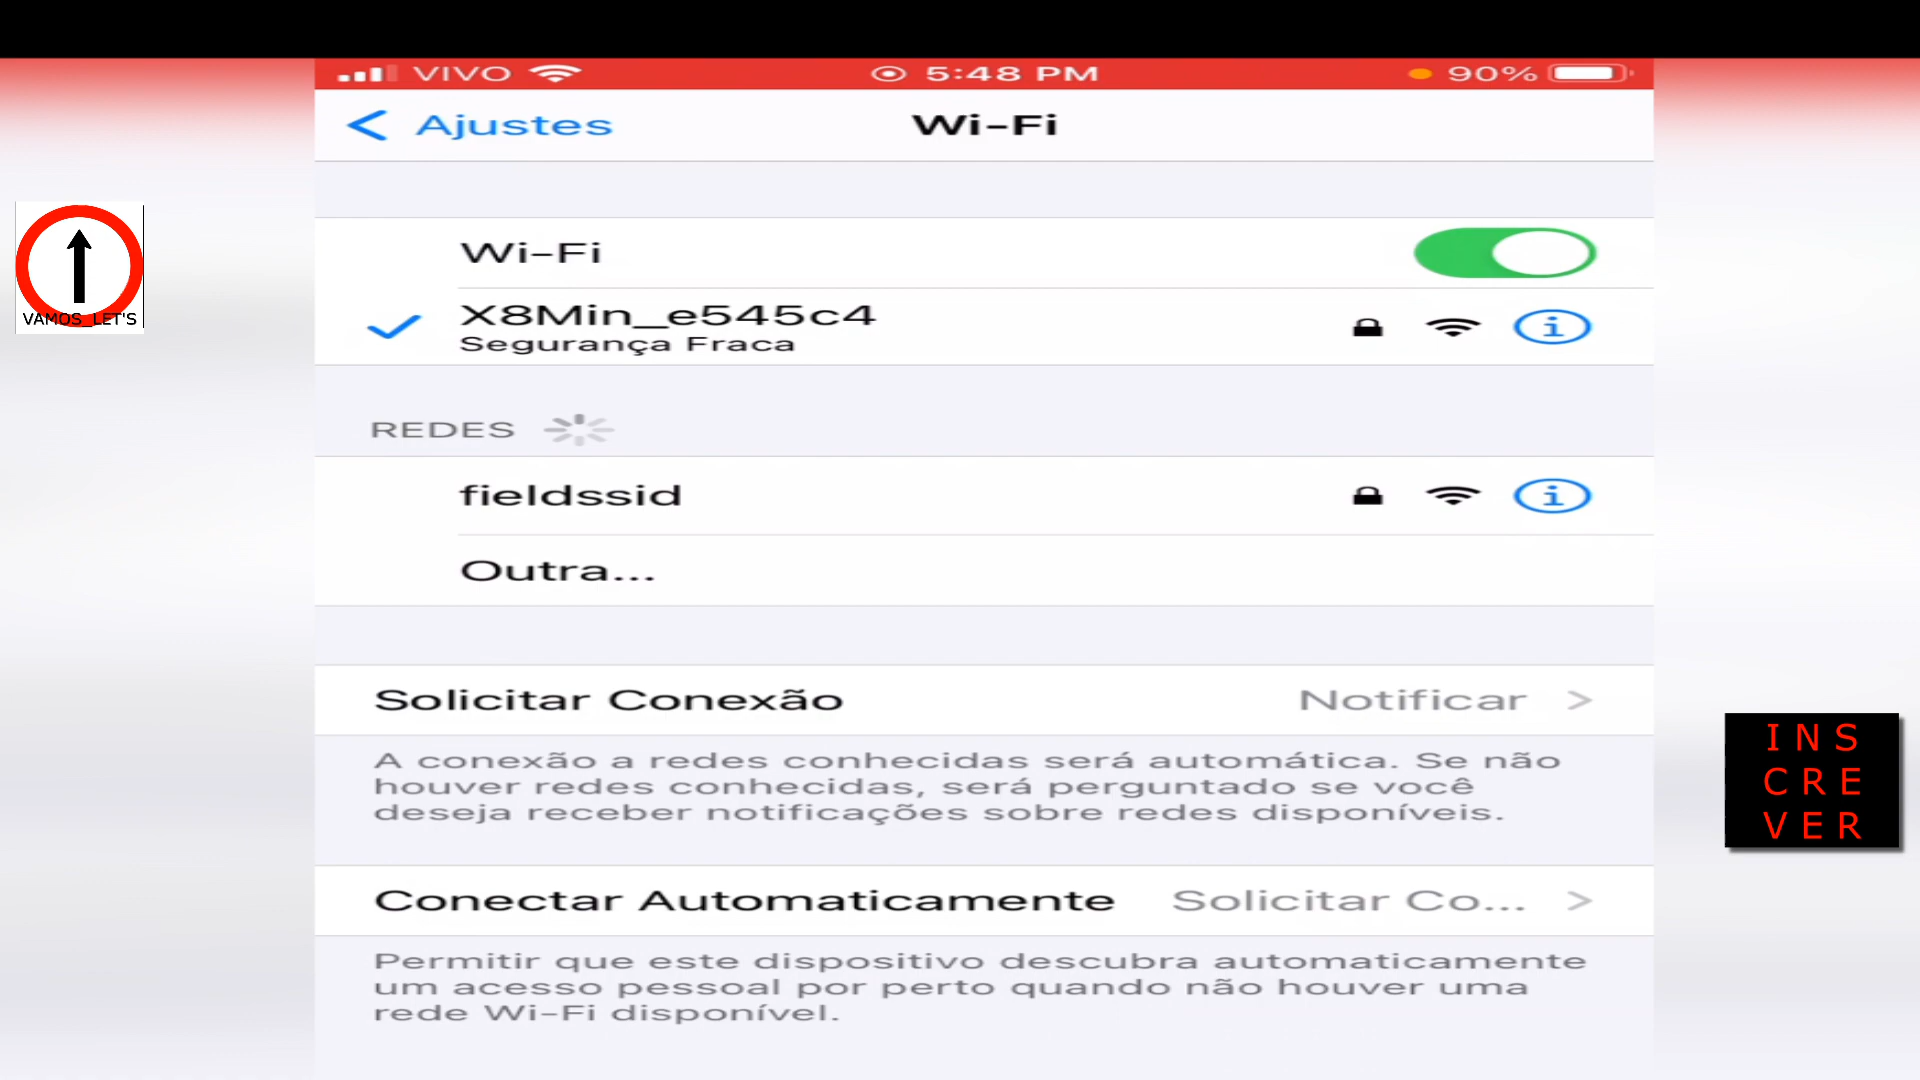 VIVO 5:48 PM 90%
Ajustes Wi-Fi
Wi-Fi
X8Min_e545c4
Segurança Fraca
VAMOS_LET'S
REDES
fieldssid
Outra...
Solicitar Conexão Notificar
A conexão a redes conhecidas será automática. Se não
houver redes conhecidas, será perguntado se você
deseja receber notificações sobre redes disponíveis.
INS
CRE
VER
Conectar Automaticamente Solicitar Co...
Permitir que este dispositivo descubra automaticamente
um acesso pessoal por perto quando não houver uma
rede Wi-Fi disponível.